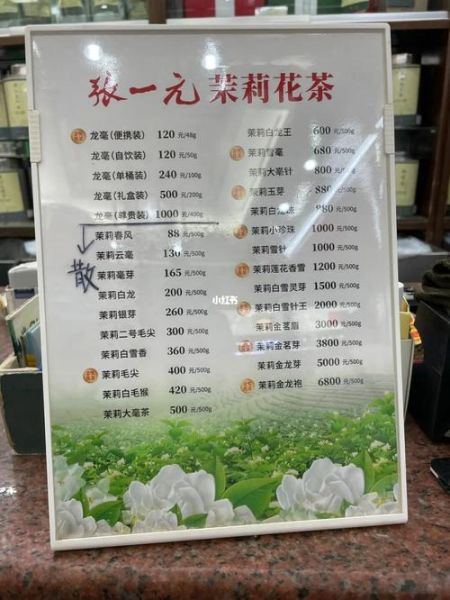 张一元茉莉花茶
龙毫(便携装) 120 元/48g
龙毫(自饮装) 120 元/50g
龙毫(单桶装) 240 元/100g
龙毫(礼盒装) 500 元/200g
龙毫(尊贵装) 1000 元/400g
茉莉春风 88 元/500g
散
茉莉云毫 130 元/500g
茉莉毫芽 165 元/500g
茉莉白龙 200 元/500g
茉莉银芽 260 元/500g
茉莉二号毛尖 300 元/500g
茉莉白雪香 360 元/500g
茉莉毛尖 400 元/500g
茉莉白毛猴 420 元/500g
茉莉大毫茶 500 元/500g
茉莉白龙王 600 元/500g
茉莉雪毫 680 元/500g
茉莉大毫针 800 元/500g
茉莉玉芽 880 元/500g
茉莉白龙珠 880 元/500g
茉莉小珍珠 1000 元/500g
茉莉雪针 1000 元/500g
茉莉莲花香雪 1200 元/500g
茉莉白雪灵芽 1500 元/500g
茉莉白雪针王 2000 元/500g
茉莉金茗眉 3000 元/500g
茉莉金茗芽 3800 元/500g
茉莉金龙芽 5000 元/500g
茉莉金龙袍 6800 元/500g
小红书